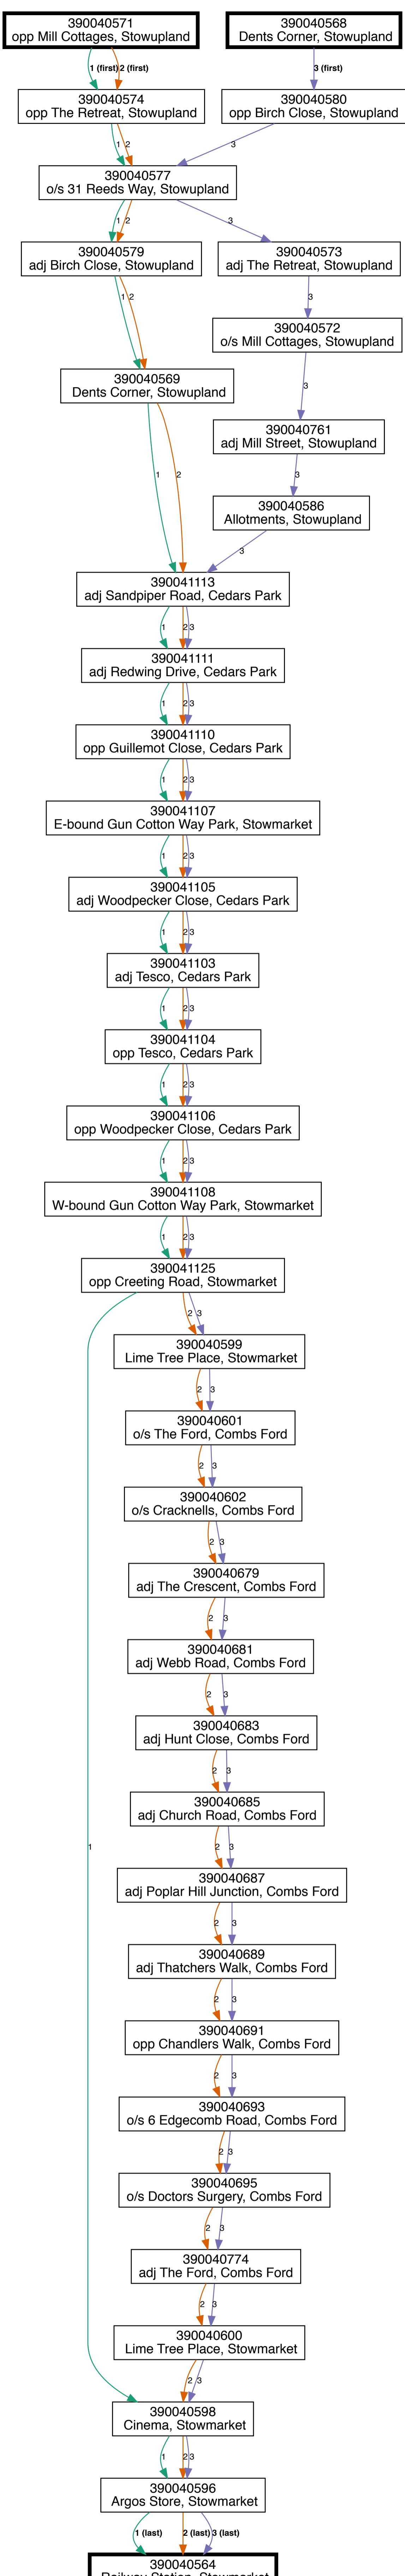 390040571
opp Mill Cottages, Stowupland
390040568
Dents Corner, Stowupland
1 (first)
2 (first)
3 (first)
390040574
opp The Retreat, Stowupland
390040580
opp Birch Close, Stowupland
1
2
3
390040577
o/s 31 Reeds Way, Stowupland
1
2
3
390040579
adj Birch Close, Stowupland
390040573
adj The Retreat, Stowupland
1
2
3
390040572
o/s Mill Cottages, Stowupland
390040569
Dents Corner, Stowupland
3
390040761
adj Mill Street, Stowupland
1
2
3
390040586
Allotments, Stowupland
3
390041113
adj Sandpiper Road, Cedars Park
1
2
3
390041111
adj Redwing Drive, Cedars Park
1
2
3
390041110
opp Guillemot Close, Cedars Park
1
2
3
390041107
E-bound Gun Cotton Way Park, Stowmarket
1
2
3
390041105
adj Woodpecker Close, Cedars Park
1
2
3
390041103
adj Tesco, Cedars Park
1
2
3
390041104
opp Tesco, Cedars Park
1
2
3
390041106
opp Woodpecker Close, Cedars Park
1
2
3
390041108
W-bound Gun Cotton Way Park, Stowmarket
1
2
3
390041125
opp Creeting Road, Stowmarket
2
3
390040599
Lime Tree Place, Stowmarket
2
3
390040601
o/s The Ford, Combs Ford
2
3
390040602
o/s Cracknells, Combs Ford
2
3
390040679
adj The Crescent, Combs Ford
2
3
390040681
adj Webb Road, Combs Ford
2
3
390040683
adj Hunt Close, Combs Ford
2
3
390040685
adj Church Road, Combs Ford
1
2
3
390040687
adj Poplar Hill Junction, Combs Ford
2
3
390040689
adj Thatchers Walk, Combs Ford
2
3
390040691
opp Chandlers Walk, Combs Ford
2
3
390040693
o/s 6 Edgecomb Road, Combs Ford
2
3
390040695
o/s Doctors Surgery, Combs Ford
2
3
390040774
adj The Ford, Combs Ford
2
3
390040600
Lime Tree Place, Stowmarket
2
3
390040598
Cinema, Stowmarket
1
2
3
390040596
Argos Store, Stowmarket
1 (last)
2 (last)
3 (last)
390040564
Railway Station, Stowmarket